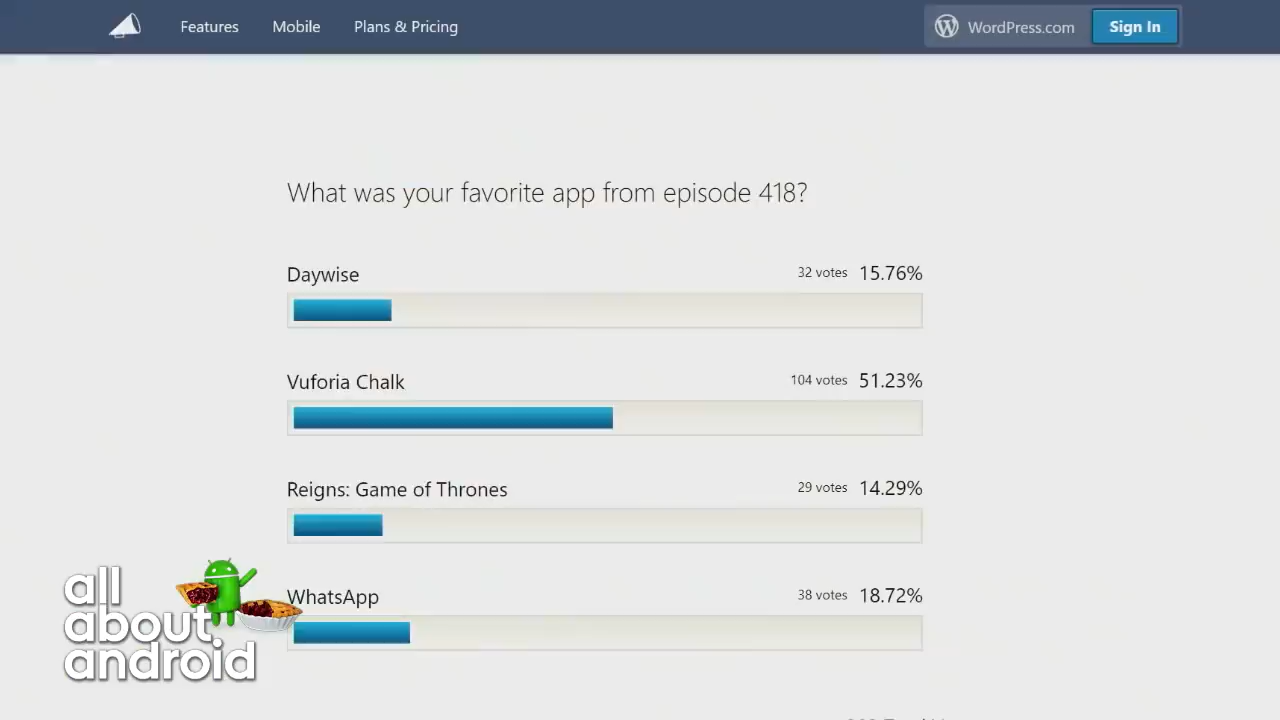 Features Mobile Plans & Pricing WordPress.com Sign In
What was your favorite app from episode 418?
Daywise 32 votes 15.76%
Vuforia Chalk 104 votes 51.23%
Reigns: Game of Thrones 29 votes 14.29%
WhatsApp 38 votes 18.72%
all
about
android